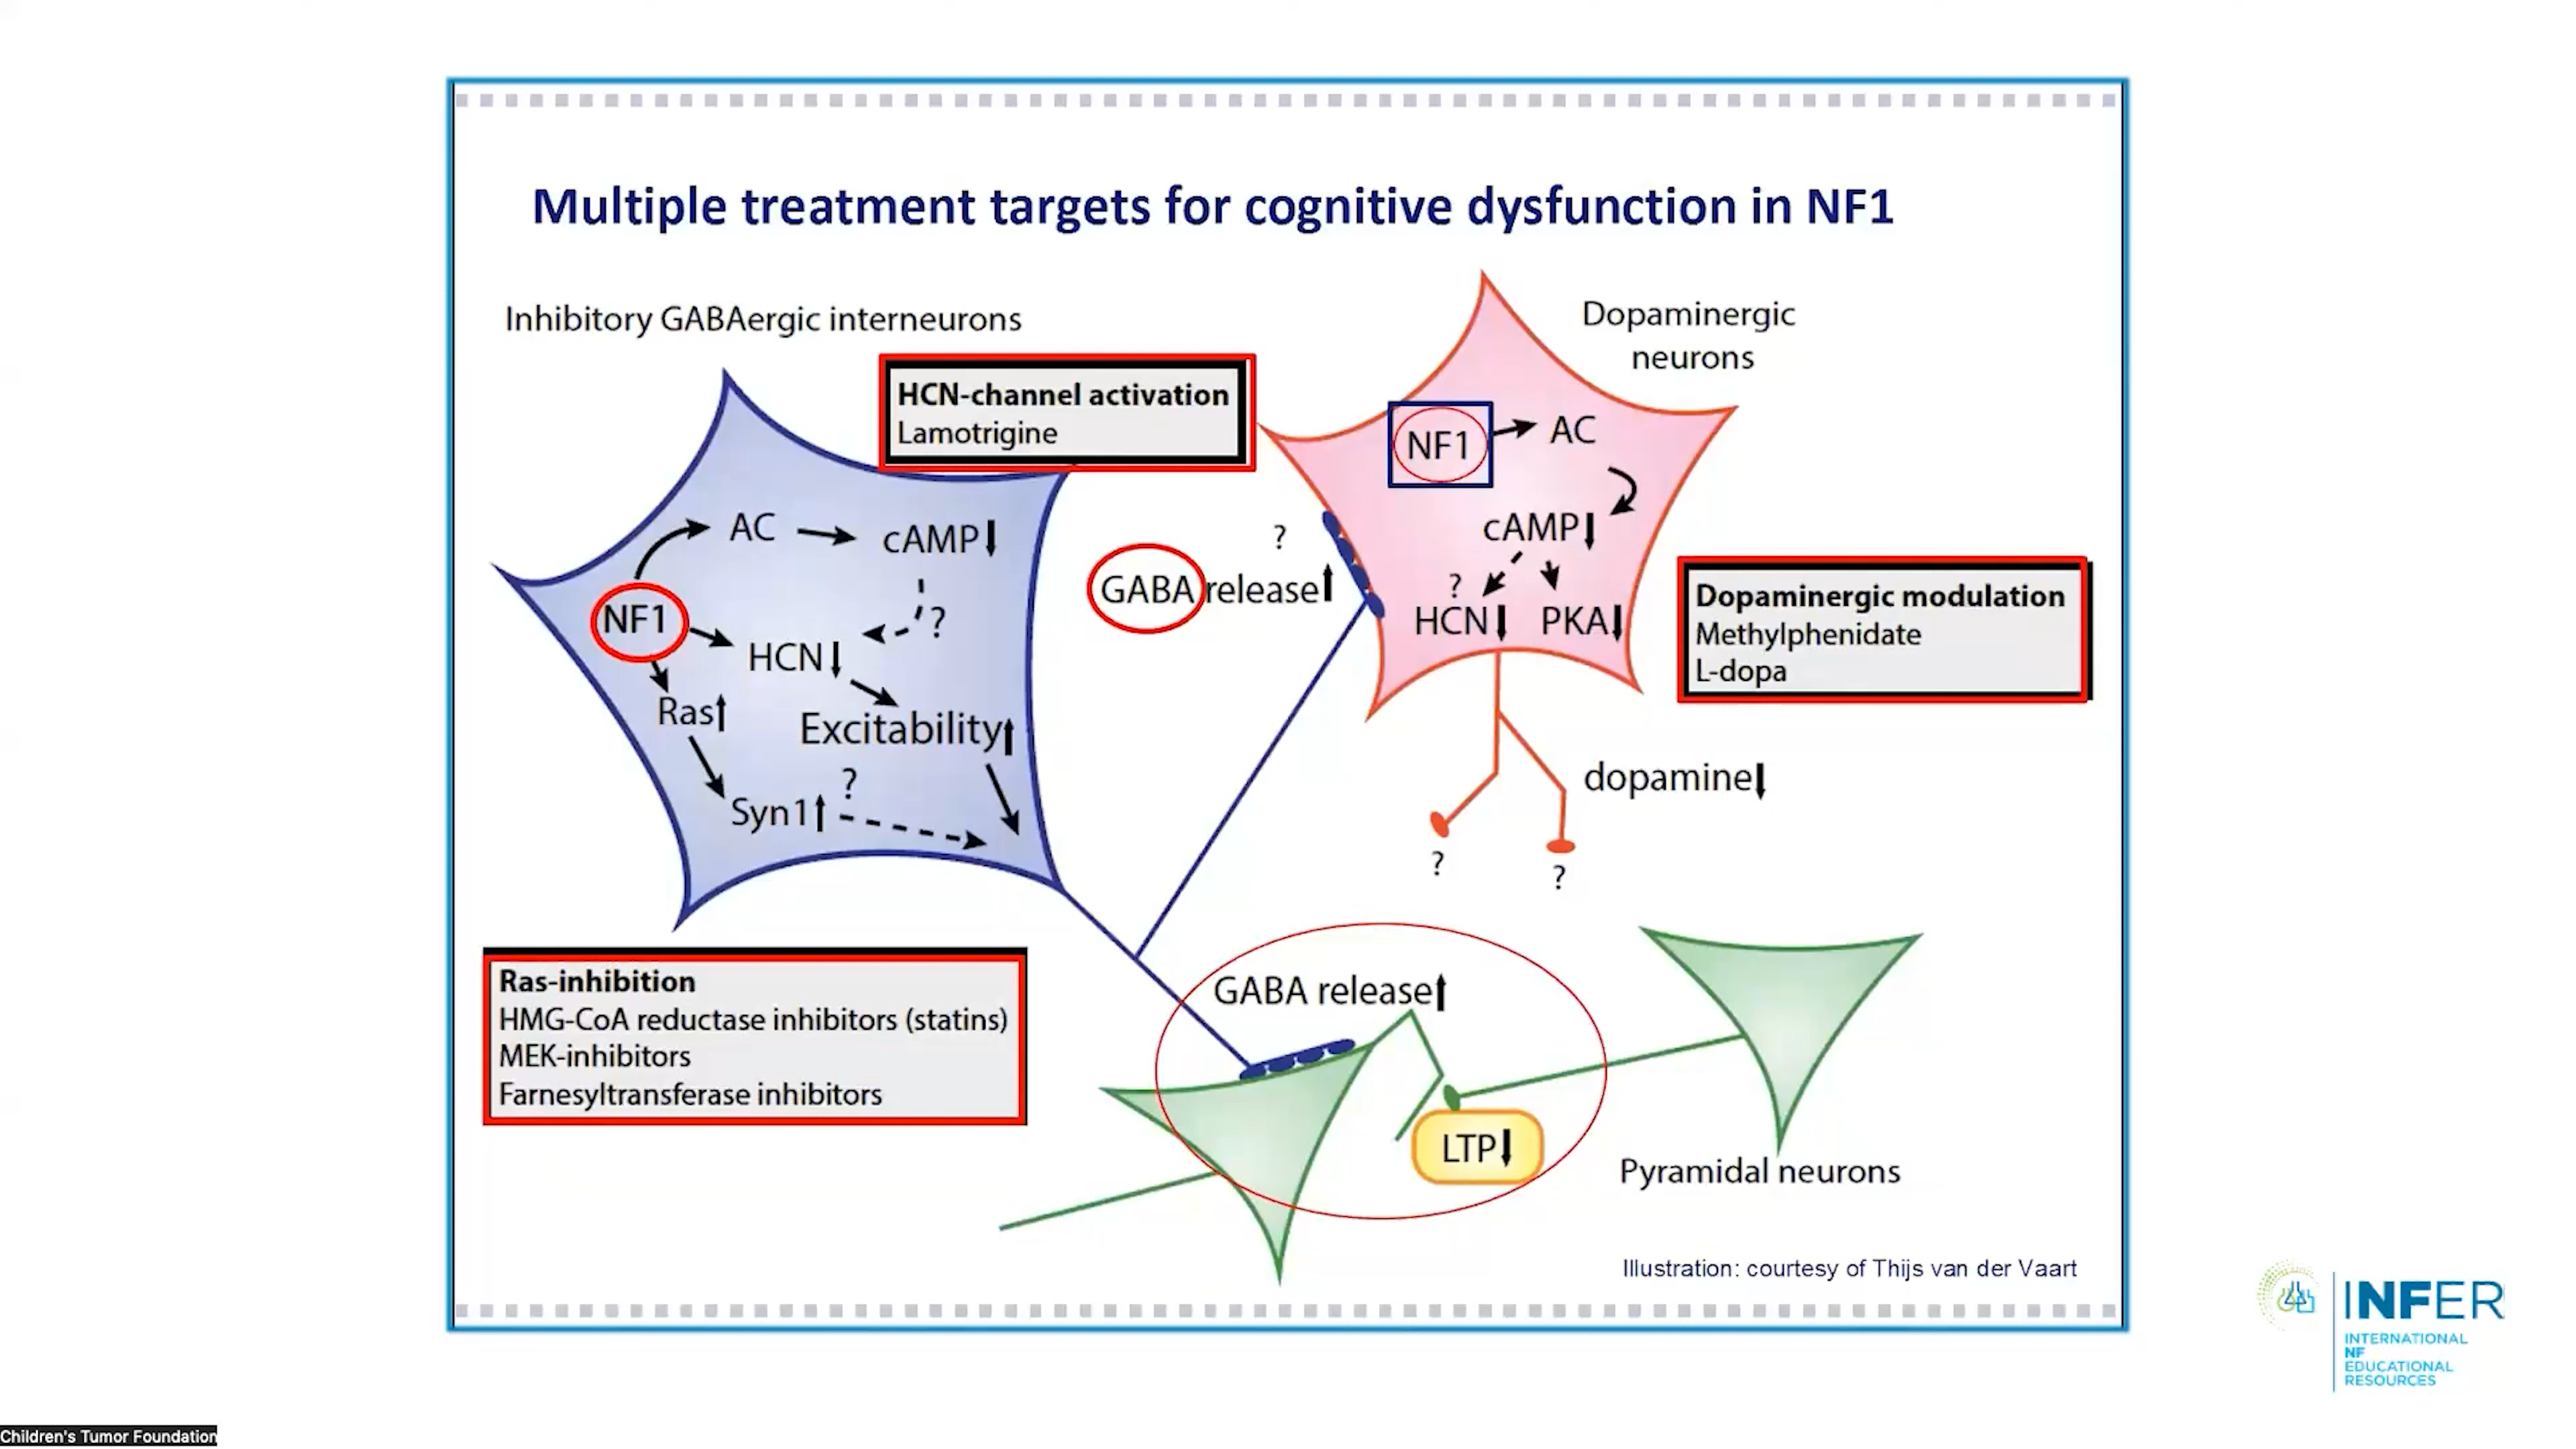 Multiple treatment targets for cognitive dysfunction in NF1
Inhibitory GABAergic interneurons
Dopaminergic
neurons
HCN-channel activation
Lamotrigine
NF1
AC
cAMP
?
HCN
PKA
AC
cAMP
?
NF1
HCN
Ras
Excitability
?
Syn1
?
GABA release
Dopaminergic modulation
Methylphenidate
L-dopa
dopamine
?
?
Ras-inhibition
HMG-CoA reductase inhibitors (statins)
MEK-inhibitors
Farnesyltransferase inhibitors
GABA release
LTP
Pyramidal neurons
Illustration: courtesy of Thijs van der Vaart
INFER
INTERNATIONAL
NF
EDUCATIONAL
RESOURCES
Children's Tumor Foundation